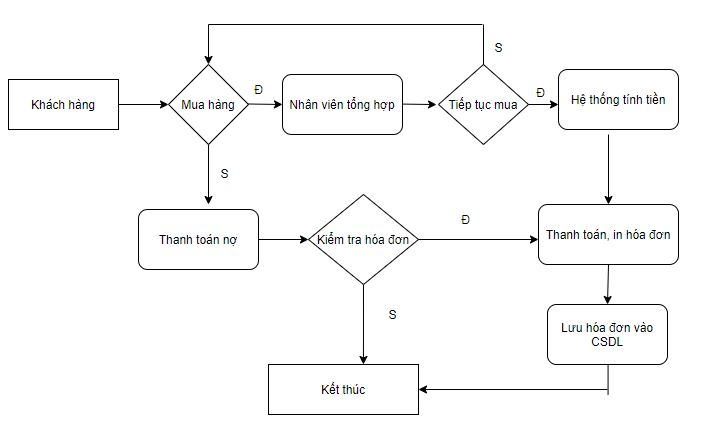 S
Đ
Đ
Khách hàng
Mua hàng
Nhân viên tổng hợp
Tiếp tục mua
Hệ thống tính tiền
S
Đ
Thanh toán nợ
Kiểm tra hóa đơn
Thanh toán, in hóa đơn
S
Lưu hóa đơn vào
CSDL
Kết thúc